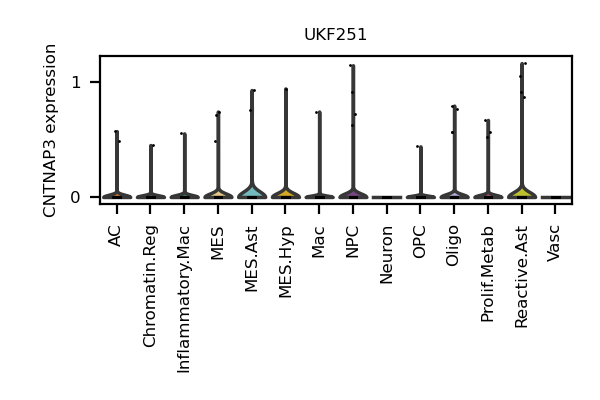 UKF251
CNTNAP3 expression
1
0
AC
Chromatin.Reg
Inflammatory.Mac
MES
MES.Ast
MES.Hyp
Mac
NPC
Neuron
OPC
Oligo
Prolif.Metab
Reactive.Ast
Vasc